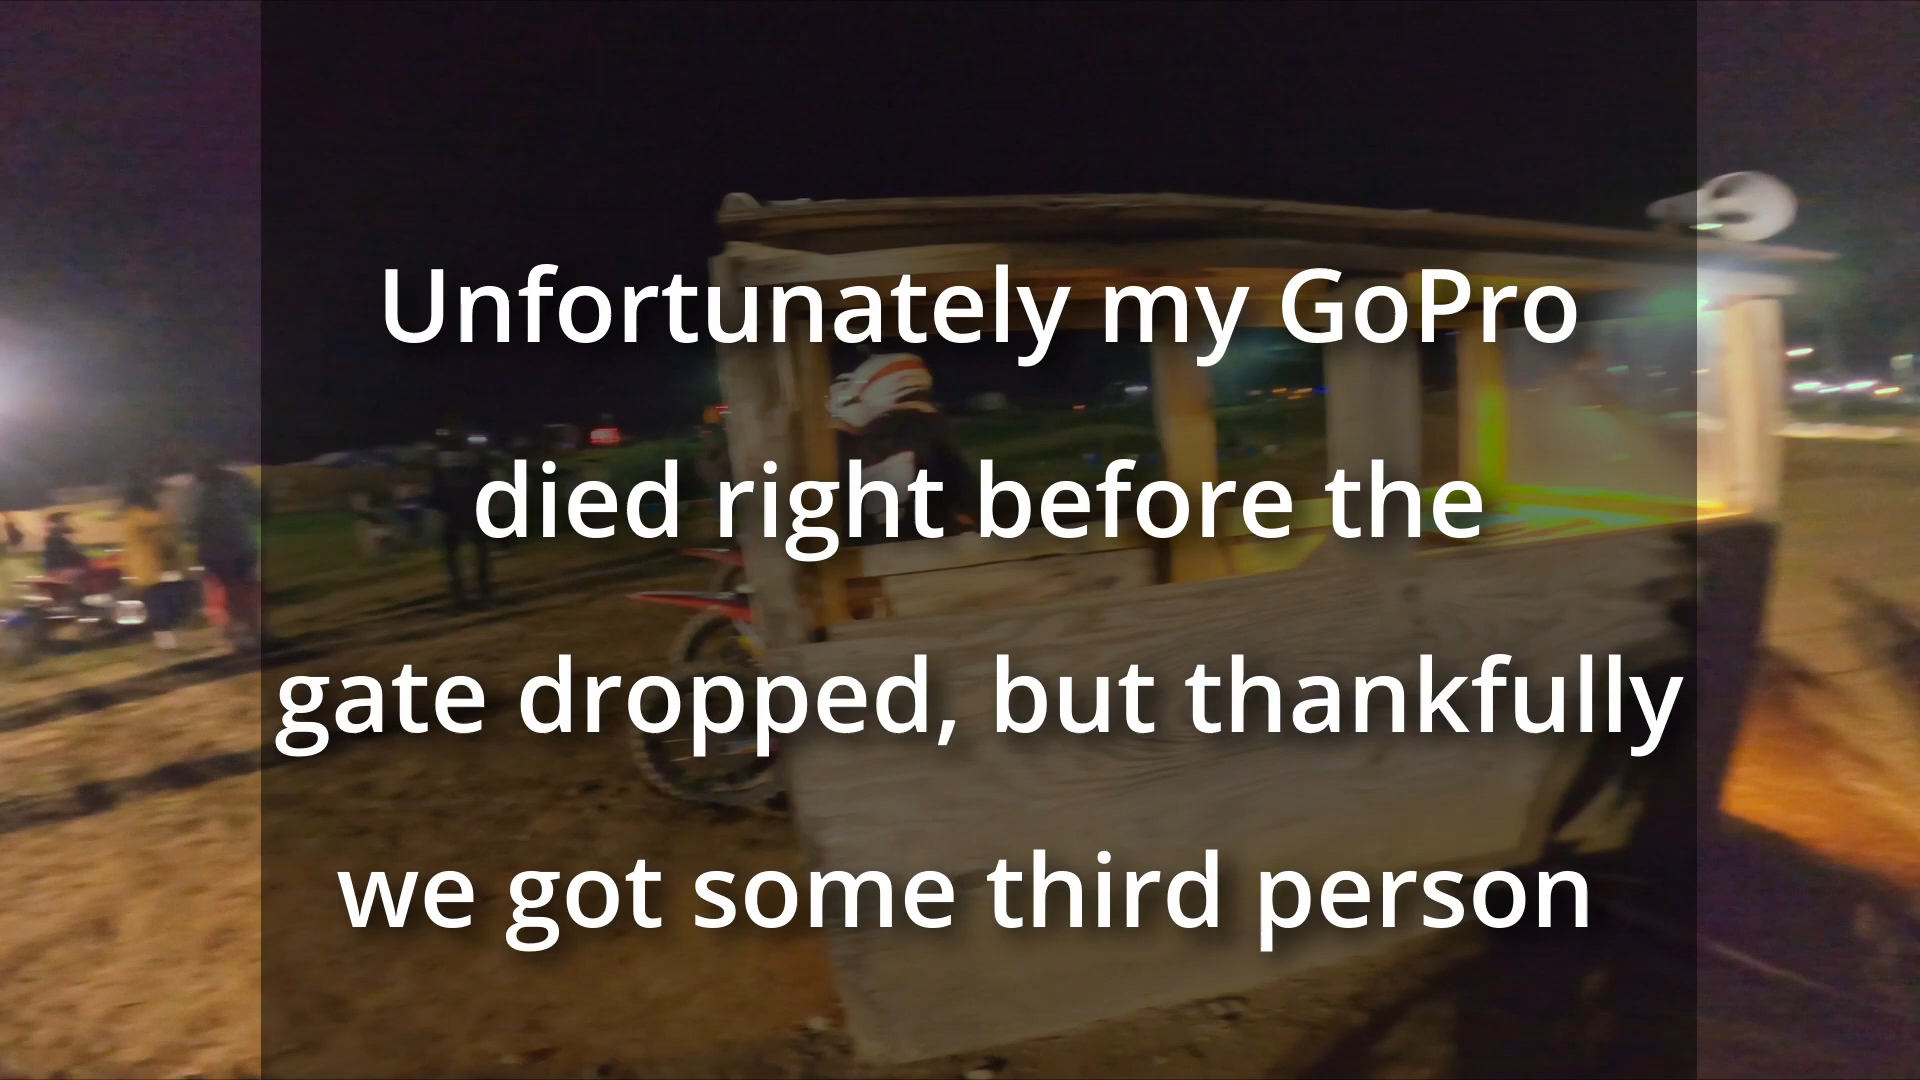 Unfortunately my GoPro
died right before the
gate dropped, but thankfully
we got some third person